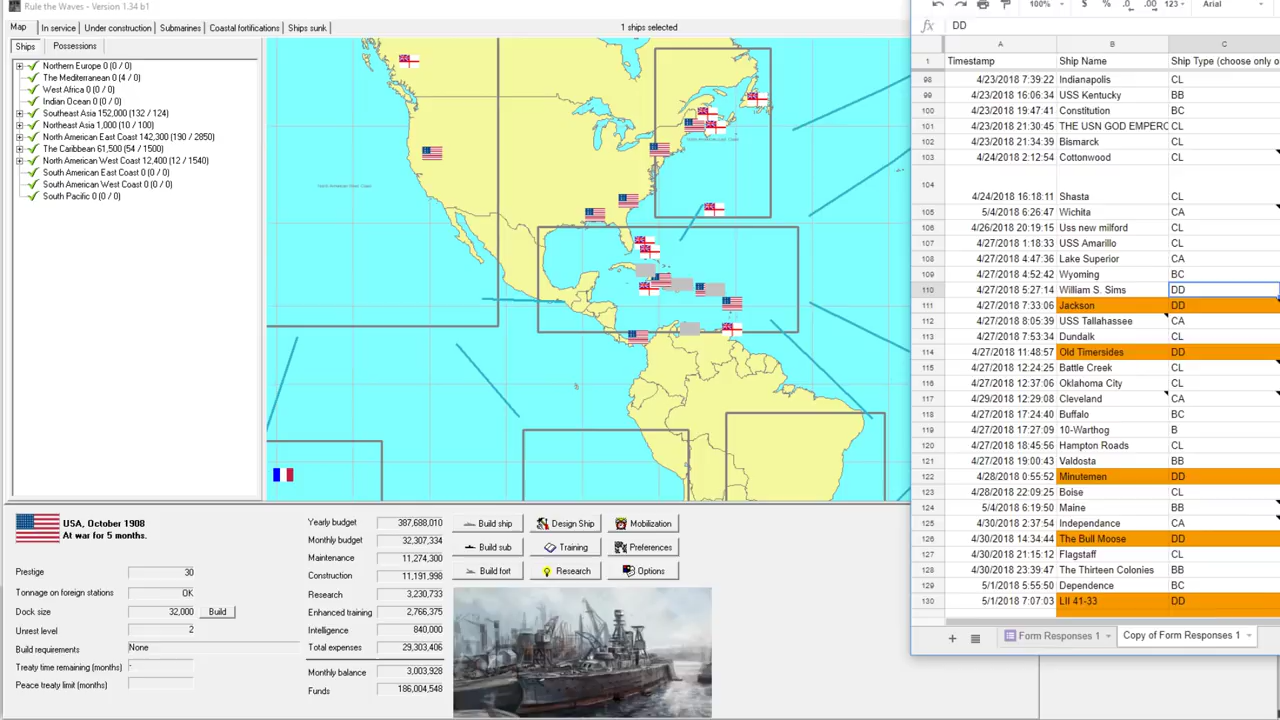 Rule the Waves - Version 1.34 b1
Map
In service
Under construction
Submarines
Coastal fortifications
Ships sunk
1 ships selected
Ships
Possessions
Northern Europe 0 (0 / 0)
The Mediterranean 0 (4 / 0)
West Africa 0 (0 / 0)
Indian Ocean 0 (0 / 0)
Southeast Asia 152,000 (132 / 124)
Northeast Asia 1,000 (10 / 100)
North American East Coast 142,300 (190 / 2850)
The Caribbean 61,500 (54 / 1500)
North American West Coast 12,400 (12 / 1540)
South American East Coast 0 (0 / 0)
South American West Coast 0 (0 / 0)
South Pacific 0 (0 / 0)
North American West Coast
North American East Coast
USA, October 1908
At war for 5 months.
Prestige 30
Tonnage on foreign stations OK
Dock size 32,000 Build
Unrest level 2
Build requirements None
Treaty time remaining (months) -
Peace treaty limit (months)
Yearly budget 387,688,010
Monthly budget 32,307,334
Maintenance 11,274,300
Construction 11,191,998
Research 3,230,733
Enhanced training 2,766,375
Intelligence 840,000
Total expenses 29,303,406
Monthly balance 3,003,928
Funds 186,004,548
Build ship Design Ship Mobilization
Build sub Training Preferences
Build fort Research Options
100% $ % .0 .00 123 Arial
fx DD
A B C
1 Timestamp Ship Name Ship Type (choose only o
98 4/23/2018 7:39:22 Indianapolis CL
99 4/23/2018 16:06:34 USS Kentucky BB
100 4/23/2018 19:47:41 Constitution BC
101 4/23/2018 21:30:45 THE USN GOD EMPERO CL
102 4/23/2018 21:34:39 Bismarck CL
103 4/24/2018 2:12:54 Cottonwood CL
104 4/24/2018 16:18:11 Shasta CL
105 5/4/2018 6:26:47 Wichita CA
106 4/26/2018 20:19:15 Uss new milford CL
107 4/27/2018 1:18:33 USS Amarillo CL
108 4/27/2018 4:47:36 Lake Superior CA
109 4/27/2018 4:52:42 Wyoming BC
110 4/27/2018 5:27:14 William S. Sims DD
111 4/27/2018 7:33:06 Jackson DD
112 4/27/2018 8:05:39 USS Tallahassee CA
113 4/27/2018 7:53:34 Dundalk CL
114 4/27/2018 11:48:57 Old Timersides DD
115 4/27/2018 12:24:25 Battle Creek CL
116 4/27/2018 12:37:06 Oklahoma City CL
117 4/29/2018 12:29:08 Cleveland CA
118 4/27/2018 17:24:40 Buffalo BC
119 4/27/2018 17:27:09 10-Warthog B
120 4/27/2018 18:45:56 Hampton Roads CL
121 4/27/2018 19:00:43 Valdosta BB
122 4/28/2018 0:55:52 Minutemen DD
123 4/28/2018 22:09:25 Boise CL
124 5/4/2018 6:19:50 Maine BB
125 4/30/2018 2:37:54 Independence CA
126 4/30/2018 14:34:44 The Bull Moose DD
127 4/30/2018 21:15:12 Flagstaff CL
128 4/30/2018 23:39:47 The Thirteen Colonies BB
129 5/1/2018 5:55:50 Dependence BC
130 5/1/2018 7:07:03 LII 41-33 DD
Form Responses 1
Copy of Form Responses 1